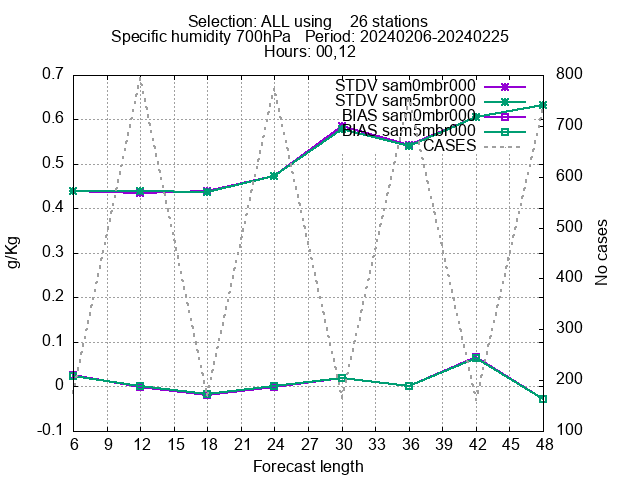 Selection: ALL using    26 stations
Specific humidity 700hPa   Period: 20240206-20240225
Hours: 00,12
STDV sam0mbr000
STDV sam5mbr000
BIAS sam0mbr000
BIAS sam5mbr000
CASES
0.7
0.6
0.5
0.4
0.3
0.2
0.1
0
-0.1
g/Kg
800
700
600
500
400
300
200
100
No cases
6 12 18 24 27 30 33 36 39 42 45 48
Forecast length